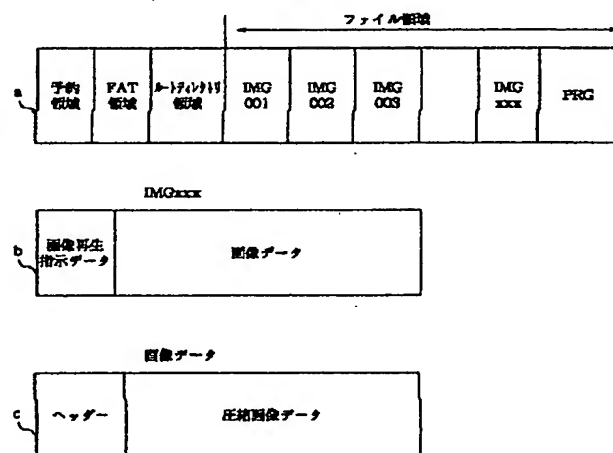 ファイル領域
a
予約
領域
FAT
領域
ルートディレクトリ
領域
IMG
001
IMG
002
IMG
003
IMG
xxx
PRG
IMGxxx
b
画像再生
指示データ
画像データ
画像データ
c
ヘッダー
圧縮画像データ